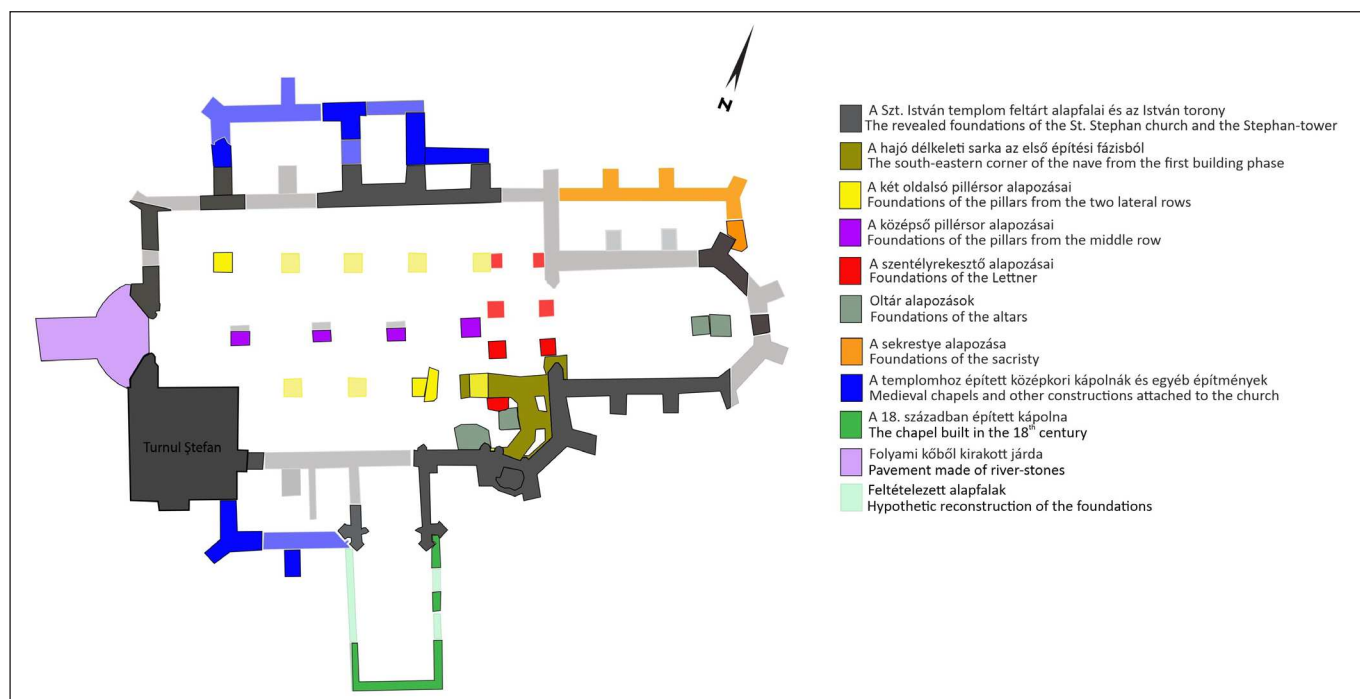 N
Turnul Ștefan
A Szt. István templom feltárt alapfalai és az István torony
The revealed foundations of the St. Stephan church and the Stephan-tower
A hajó délkeleti sarka az első építési fázisból
The south-eastern corner of the nave from the first building phase
A két oldalsó pillérsor alapozásai
Foundations of the pillars from the two lateral rows
A középső pillérsor alapozásai
Foundations of the pillars from the middle row
A szentélyrekesztő alapozásai
Foundations of the Lettner
Oltár alapozások
Foundations of the altars
A sekrestye alapozása
Foundations of the sacristy
A templomhoz épített középkori kápolnák és egyéb építmények
Medieval chapels and other constructions attached to the church
A 18. században épített kápolna
The chapel built in the 18th century
Folyami kőből kirakott járda
Pavement made of river-stones
Feltételezett alapfalak
Hypothetic reconstruction of the foundations